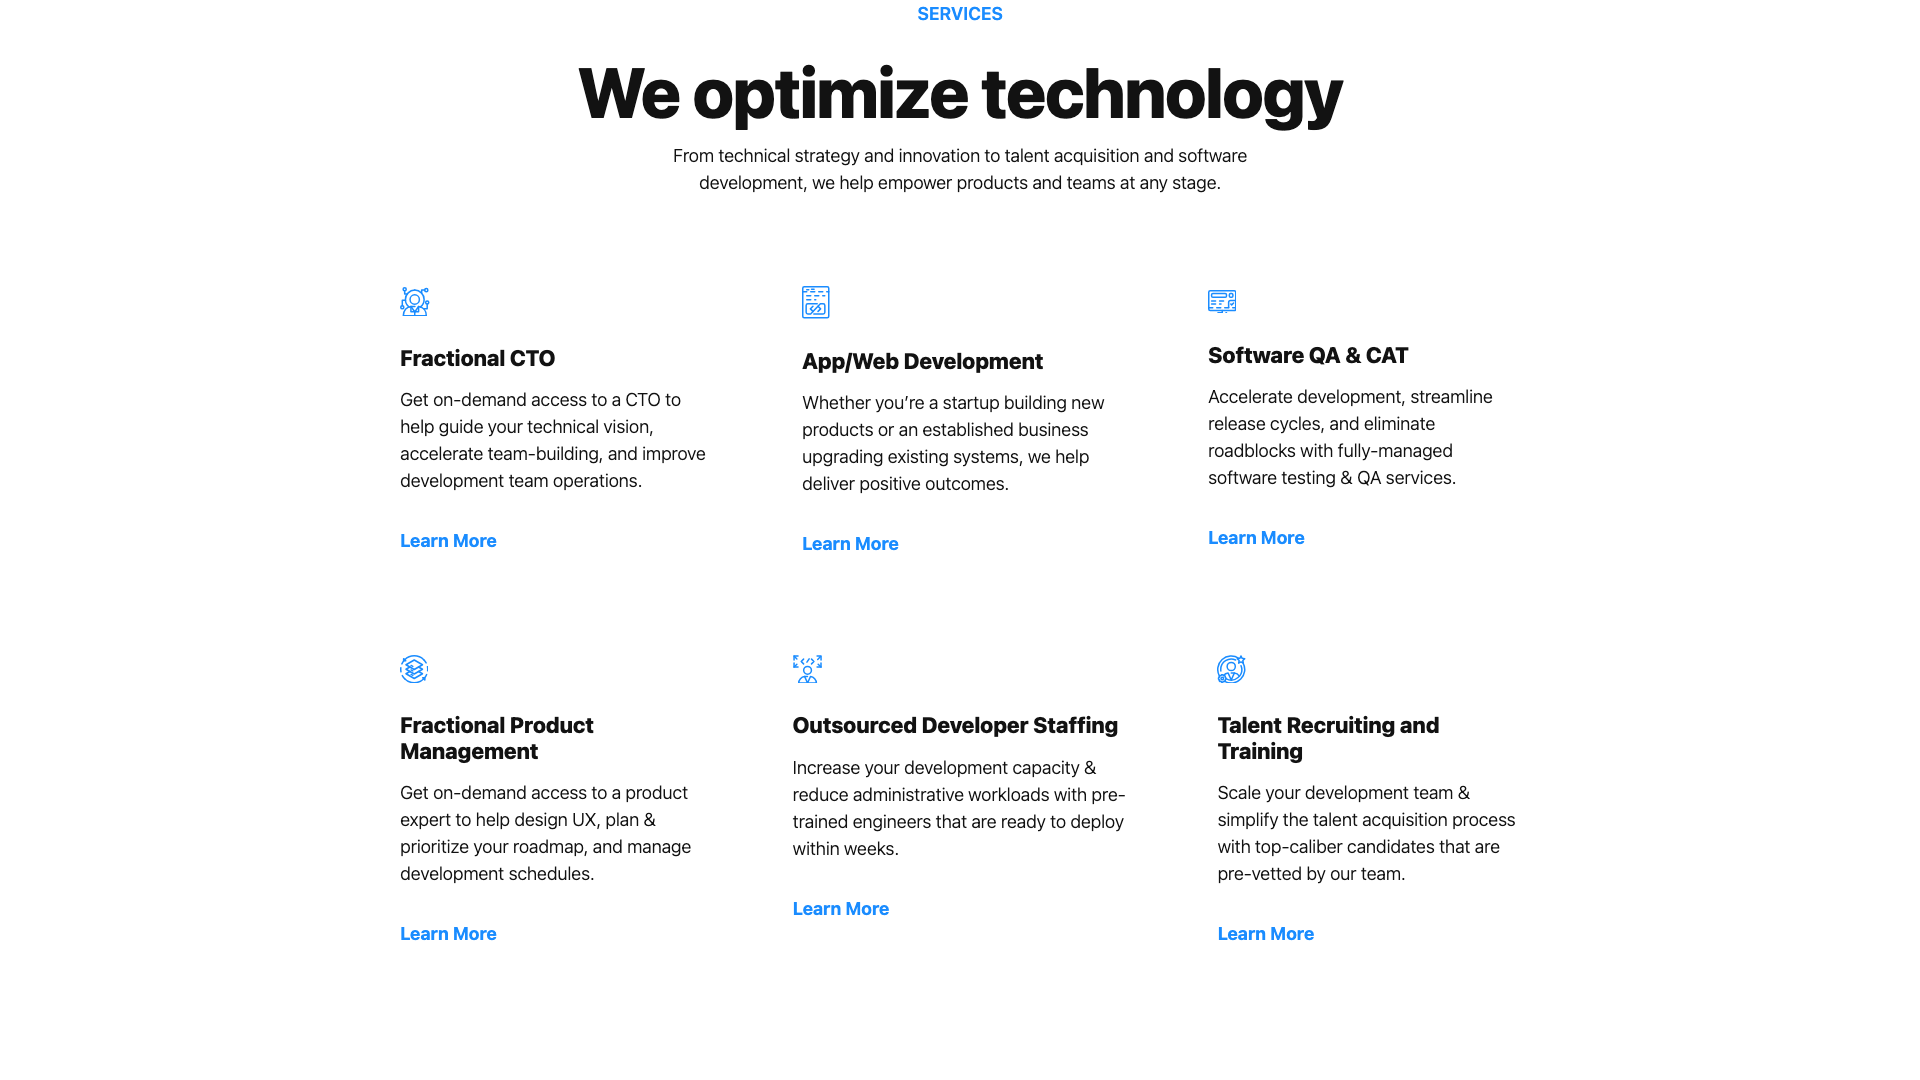 SERVICES
We optimize technology
From technical strategy and innovation to talent acquisition and software
development, we help empower products and teams at any stage.
Fractional CTO
Get on-demand access to a CTO to
help guide your technical vision,
accelerate team-building, and improve
development team operations.
Learn More
App/Web Development
Whether you’re a startup building new
products or an established business
upgrading existing systems, we help
deliver positive outcomes.
Learn More
Software QA & CAT
Accelerate development, streamline
release cycles, and eliminate
roadblocks with fully-managed
software testing & QA services.
Learn More
Fractional Product
Management
Get on-demand access to a product
expert to help design UX, plan &
prioritize your roadmap, and manage
development schedules.
Learn More
Outsourced Developer Staffing
Increase your development capacity &
reduce administrative workloads with pre-
trained engineers that are ready to deploy
within weeks.
Learn More
Talent Recruiting and
Training
Scale your development team &
simplify the talent acquisition process
with top-caliber candidates that are
pre-vetted by our team.
Learn More